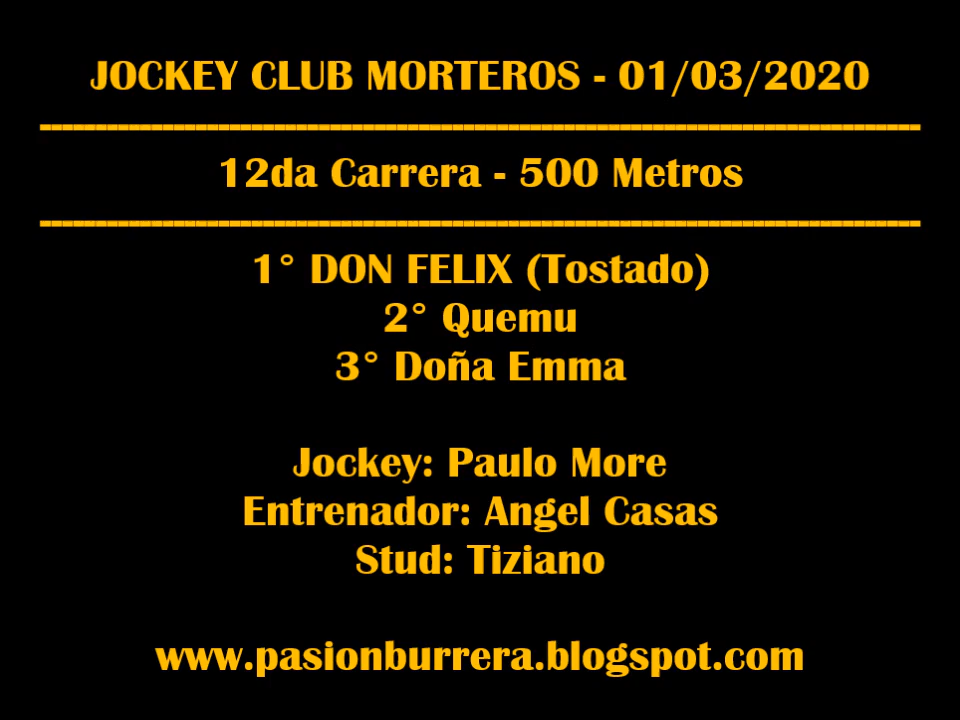 JOCKEY CLUB MORTEROS - 01/03/2020
--------------------------------------------------------------------------------
12da Carrera - 500 Metros
--------------------------------------------------------------------------------
1° DON FELIX (Tostado)
2° Quemu
3° Doña Emma
Jockey: Paulo More
Entrenador: Angel Casas
Stud: Tiziano
www.pasionburrera.blogspot.com